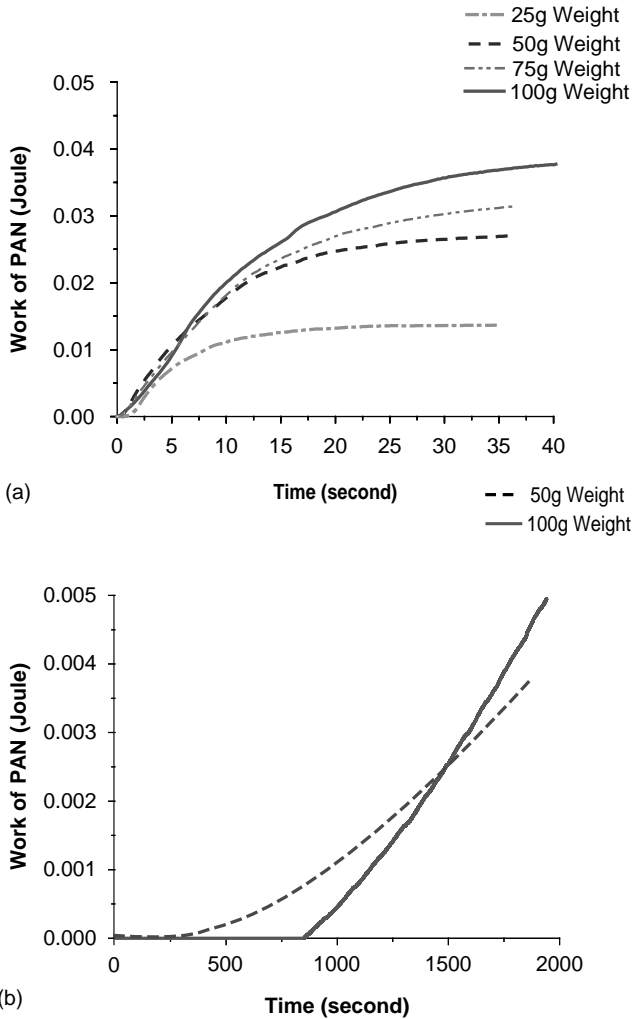 25g Weight
50g Weight
75g Weight
100g Weight
0.05
0.04
0.03
0.02
0.01
0.00
Work of PAN (Joule)
0 5 10 15 20 25 30 35 40
(a)
Time (second)
50g Weight
100g Weight
0.005
0.004
0.003
0.002
0.001
0.000
Work of PAN (Joule)
0 500 1000 1500 2000
(b)
Time (second)